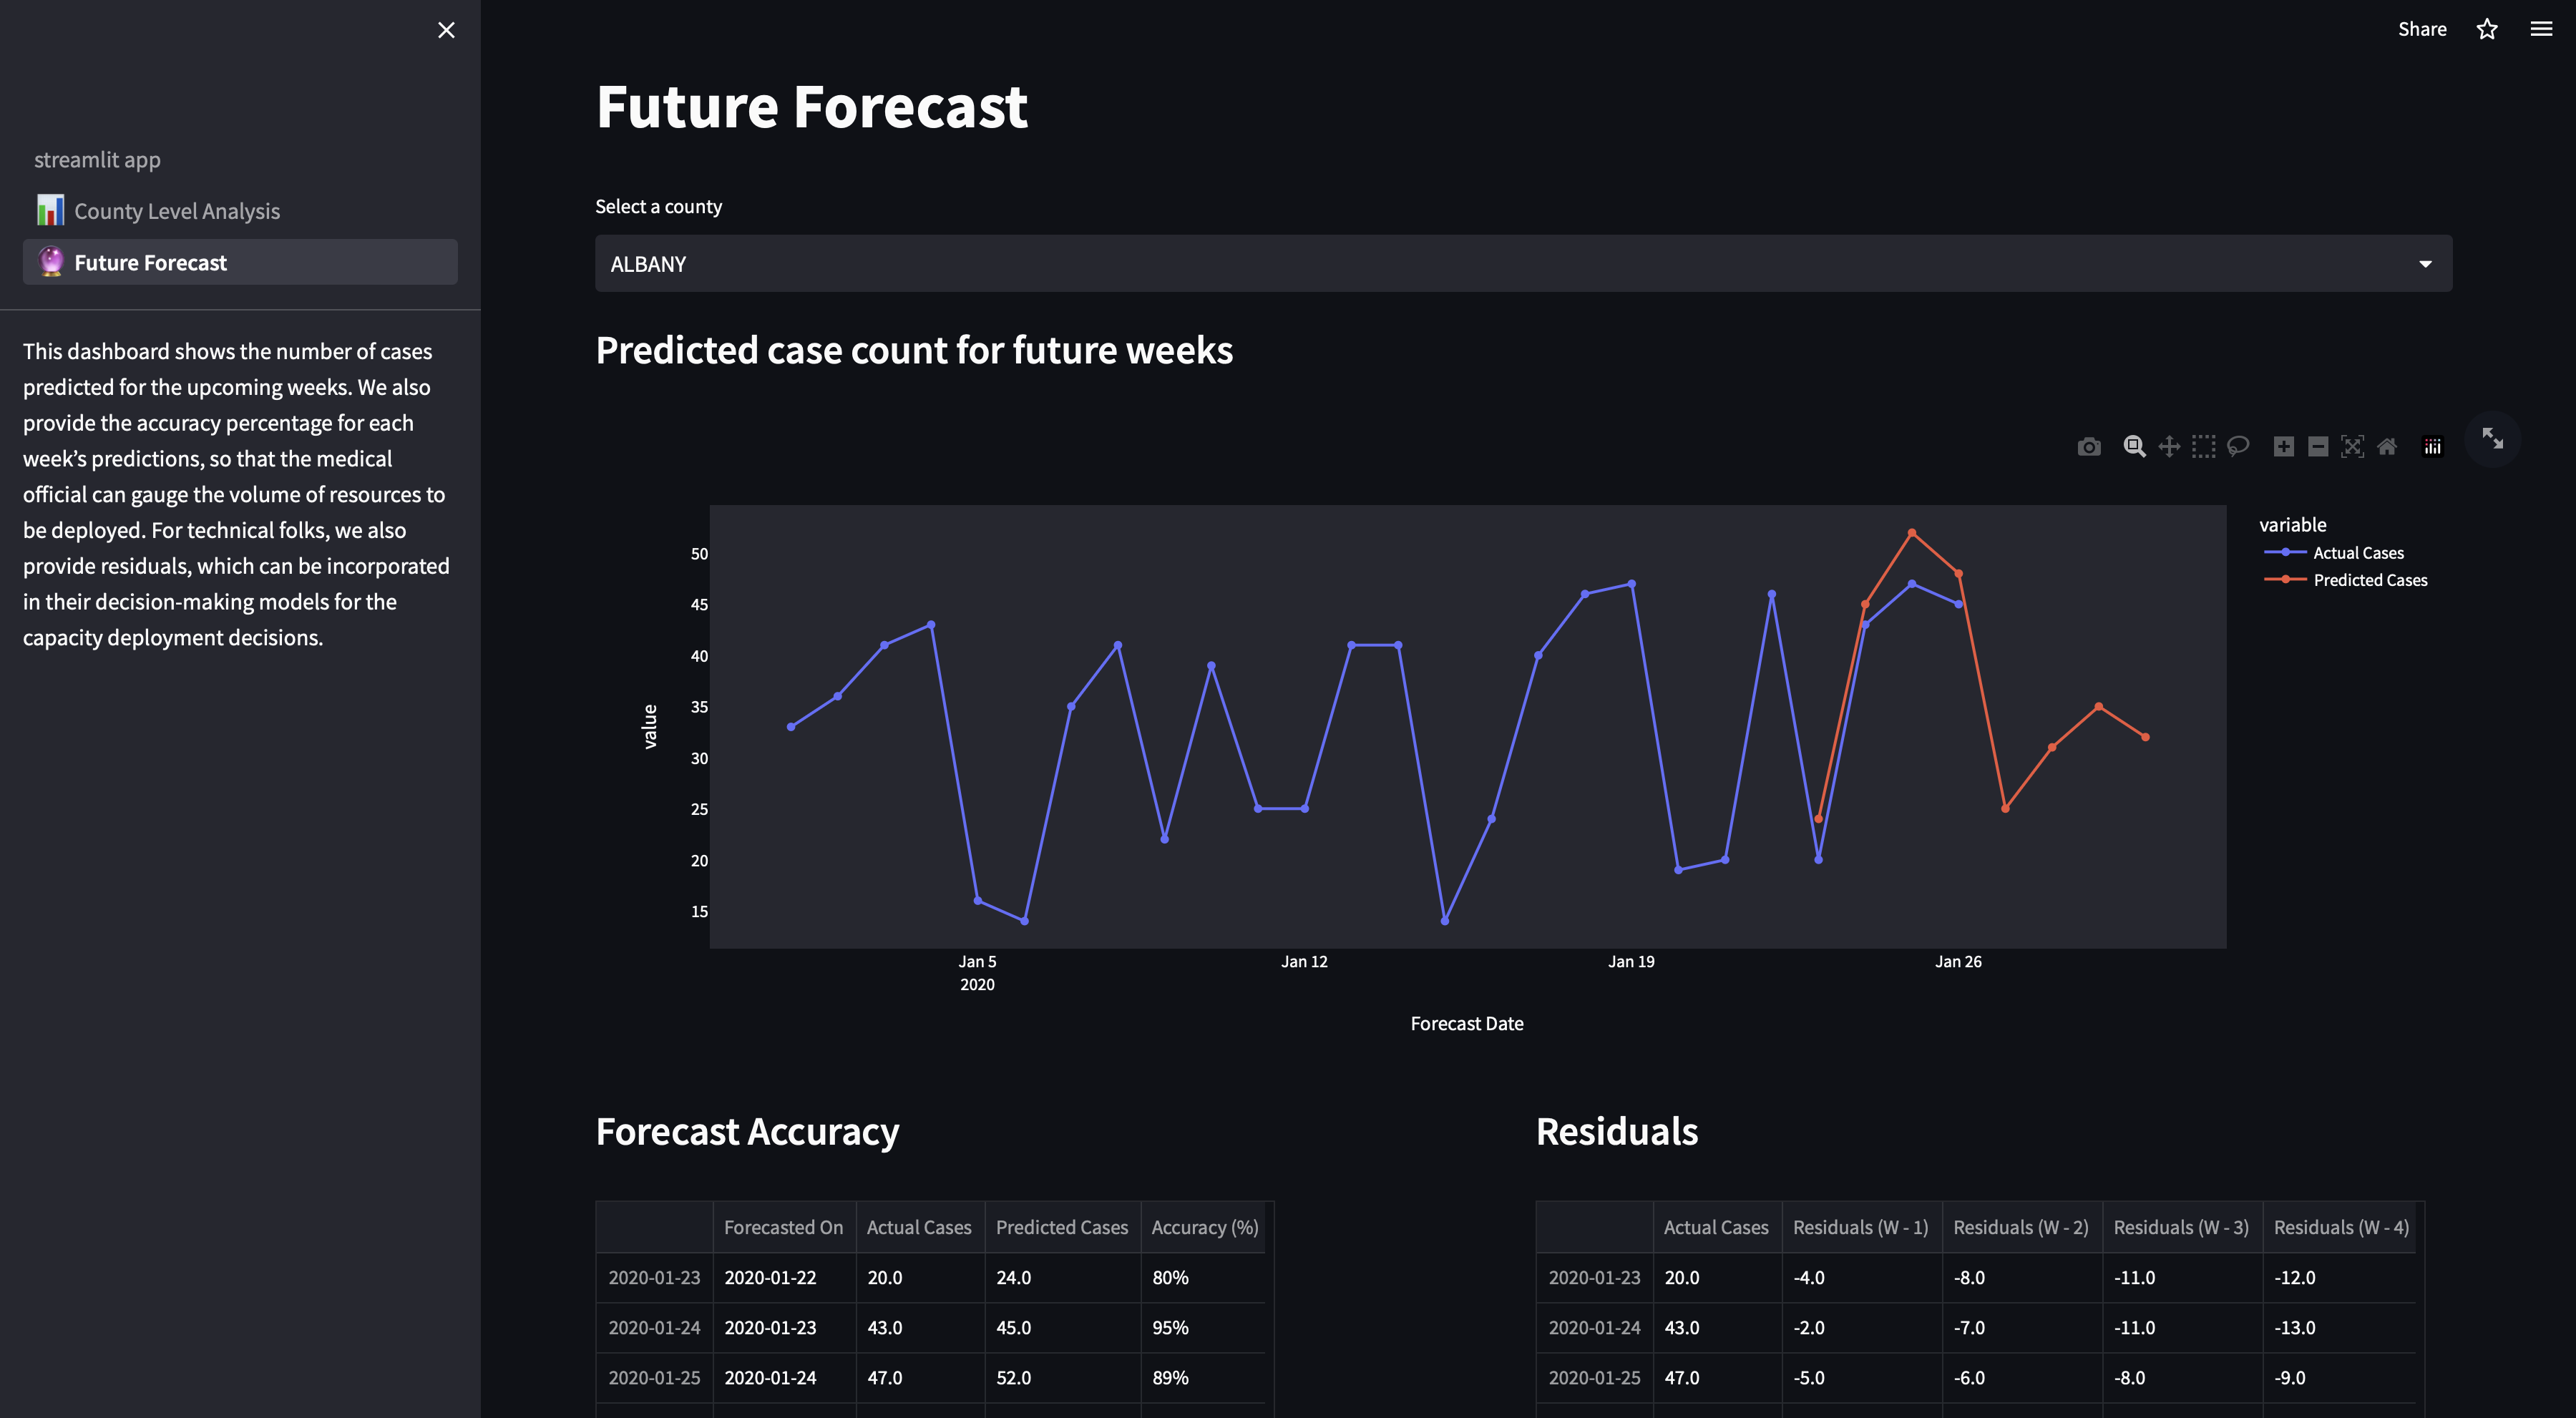 Share
streamlit app
County Level Analysis
Future Forecast
This dashboard shows the number of cases
predicted for the upcoming weeks. We also
provide the accuracy percentage for each
week’s predictions, so that the medical
official can gauge the volume of resources to
be deployed. For technical folks, we also
provide residuals, which can be incorporated
in their decision-making models for the
capacity deployment decisions.
Future Forecast
Select a county
ALBANY
Predicted case count for future weeks
variable
Actual Cases
Predicted Cases
value
50
45
40
35
30
25
20
15
Jan 5 Jan 12 Jan 19 Jan 26
2020
Forecast Date
Forecast Accuracy
Forecasted On Actual Cases Predicted Cases Accuracy (%)
2020-01-23 2020-01-22 20.0 24.0 80%
2020-01-24 2020-01-23 43.0 45.0 95%
2020-01-25 2020-01-24 47.0 52.0 89%
Residuals
Actual Cases Residuals (W - 1) Residuals (W - 2) Residuals (W - 3) Residuals (W - 4)
2020-01-23 20.0 -4.0 -8.0 -11.0 -12.0
2020-01-24 43.0 -2.0 -7.0 -11.0 -13.0
2020-01-25 47.0 -5.0 -6.0 -8.0 -9.0